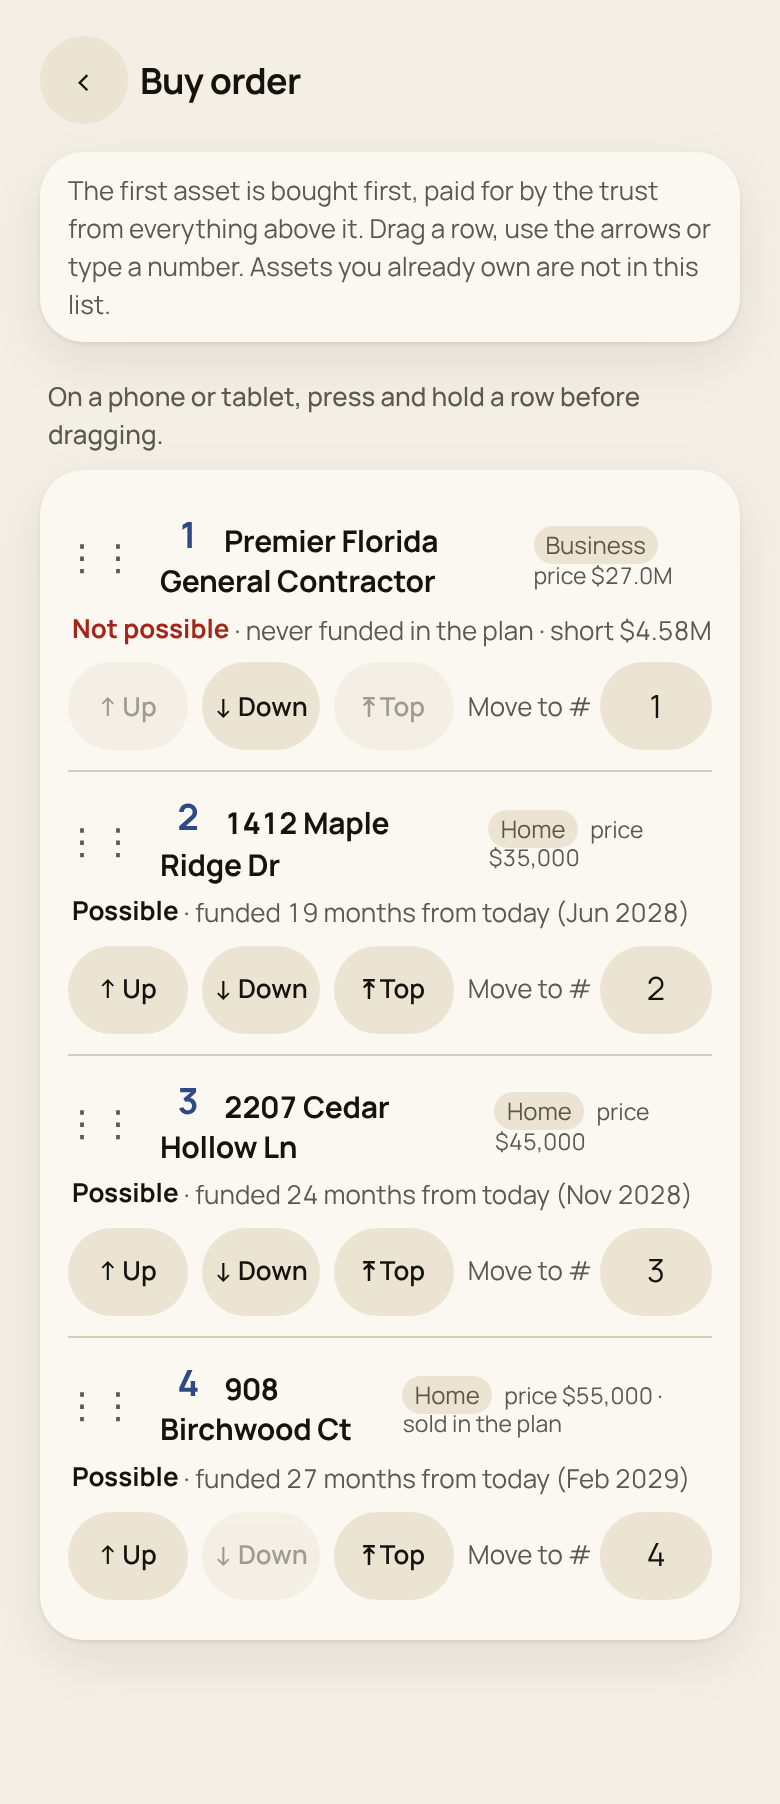 Buy order
The first asset is bought first, paid for by the trust
from everything above it. Drag a row, use the arrows or
type a number. Assets you already own are not in this
list.
On a phone or tablet, press and hold a row before
dragging.
1 Premier Florida
General Contractor
Business
price $27.0M
Not possible · never funded in the plan · short $4.58M
↑ Up ↓ Down ⤒Top Move to # 1
2 1412 Maple
Ridge Dr
Home price
$35,000
Possible · funded 19 months from today (Jun 2028)
↑ Up ↓ Down ⤒Top Move to # 2
3 2207 Cedar
Hollow Ln
Home price
$45,000
Possible · funded 24 months from today (Nov 2028)
↑ Up ↓ Down ⤒Top Move to # 3
4 908
Birchwood Ct
Home price $55,000 ·
sold in the plan
Possible · funded 27 months from today (Feb 2029)
↑ Up ↓ Down ⤒Top Move to # 4